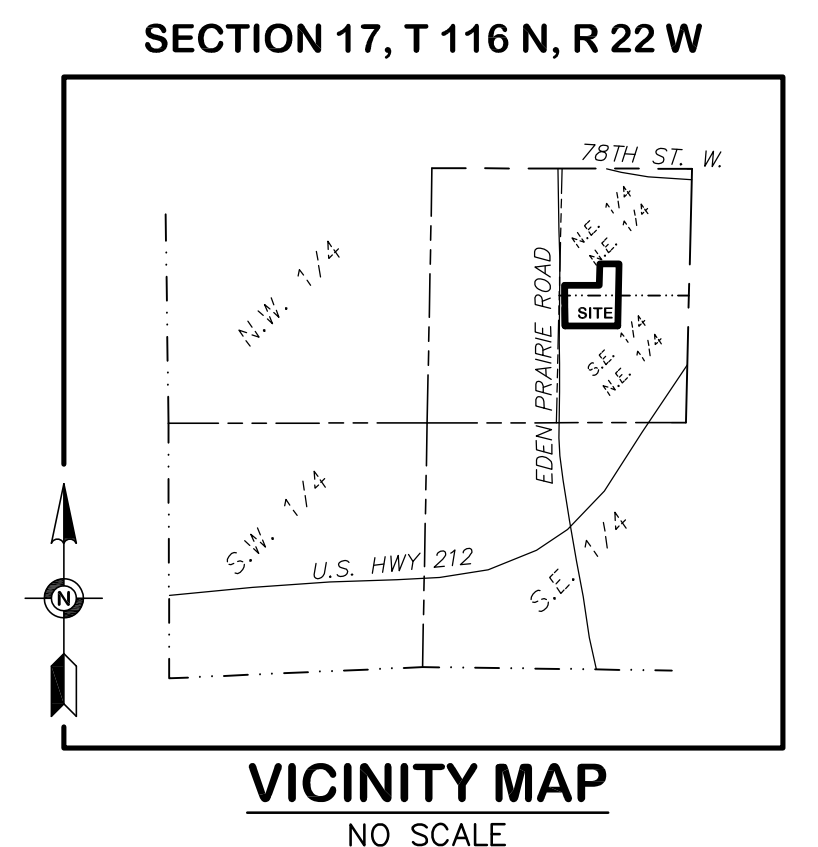 SECTION 17, T 116 N, R 22 W
78TH ST. W.
N.E. 1/4
N.E. 1/4
N.W. 1/4
EDEN PRAIRIE ROAD
SITE
S.E. 1/4
N.E. 1/4
S.W. 1/4
U.S. HWY 212
S.E. 1/4
N
VICINITY MAP
NO SCALE